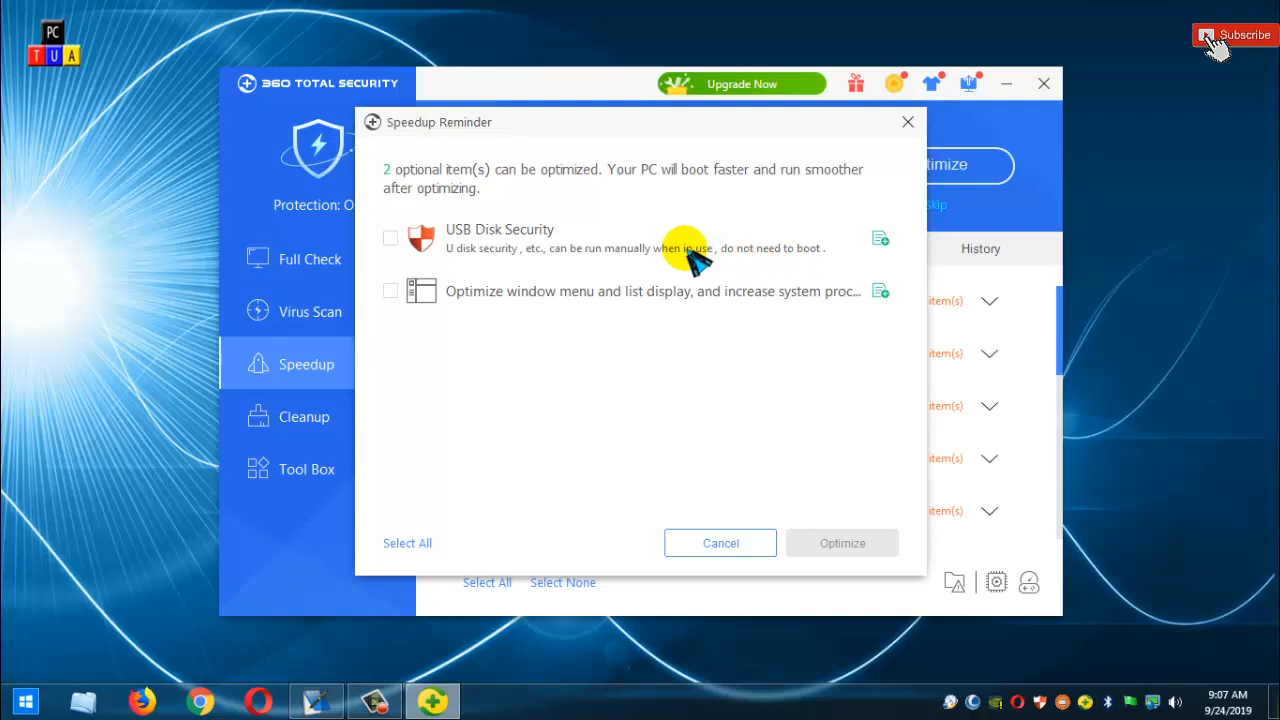 PC
TUA
Subscribe
360 TOTAL SECURITY
Upgrade Now
Speedup Reminder
2 optional item(s) can be optimized. Your PC will boot faster and run smoother
after optimizing.
timize
Protection: O
Skip
USB Disk Security
U disk security , etc., can be run manually when in use , do not need to boot .
History
Full Check
Optimize window menu and list display, and increase system proc...
item(s)
Virus Scan
item(s)
Speedup
item(s)
Cleanup
item(s)
Tool Box
item(s)
Select All
Cancel
Optimize
Select All
Select None
9:07 AM
9/24/2019